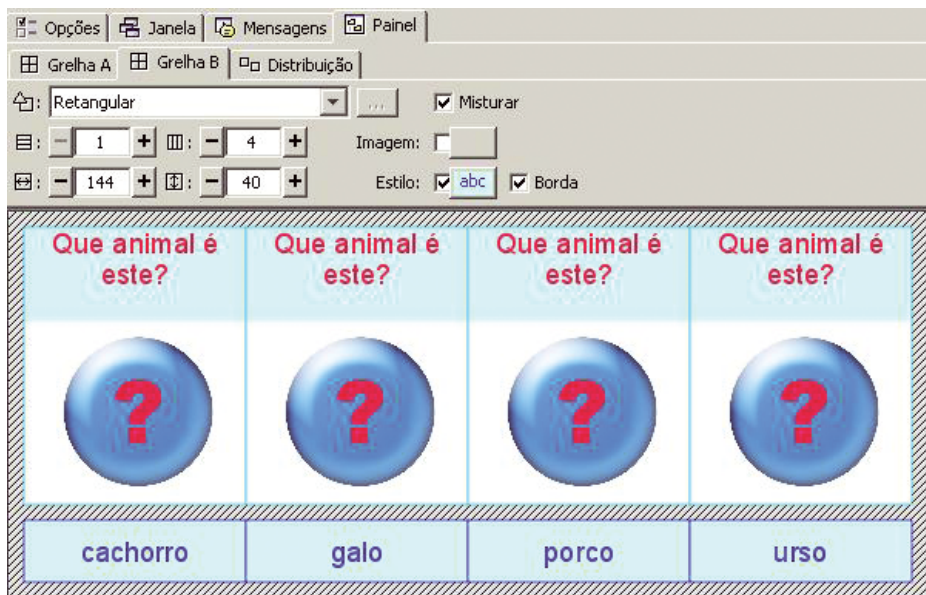 Opções Janela Mensagens Painel
Grelha A Grelha B Distribuição
: Retangular ... Misturar
: − 1 + : − 4 + Imagem:
: − 144 + : − 40 + Estilo: abc Borda
Que animal é Que animal é Que animal é Que animal é
este? este? este? este?
? ? ? ?
cachorro galo porco urso